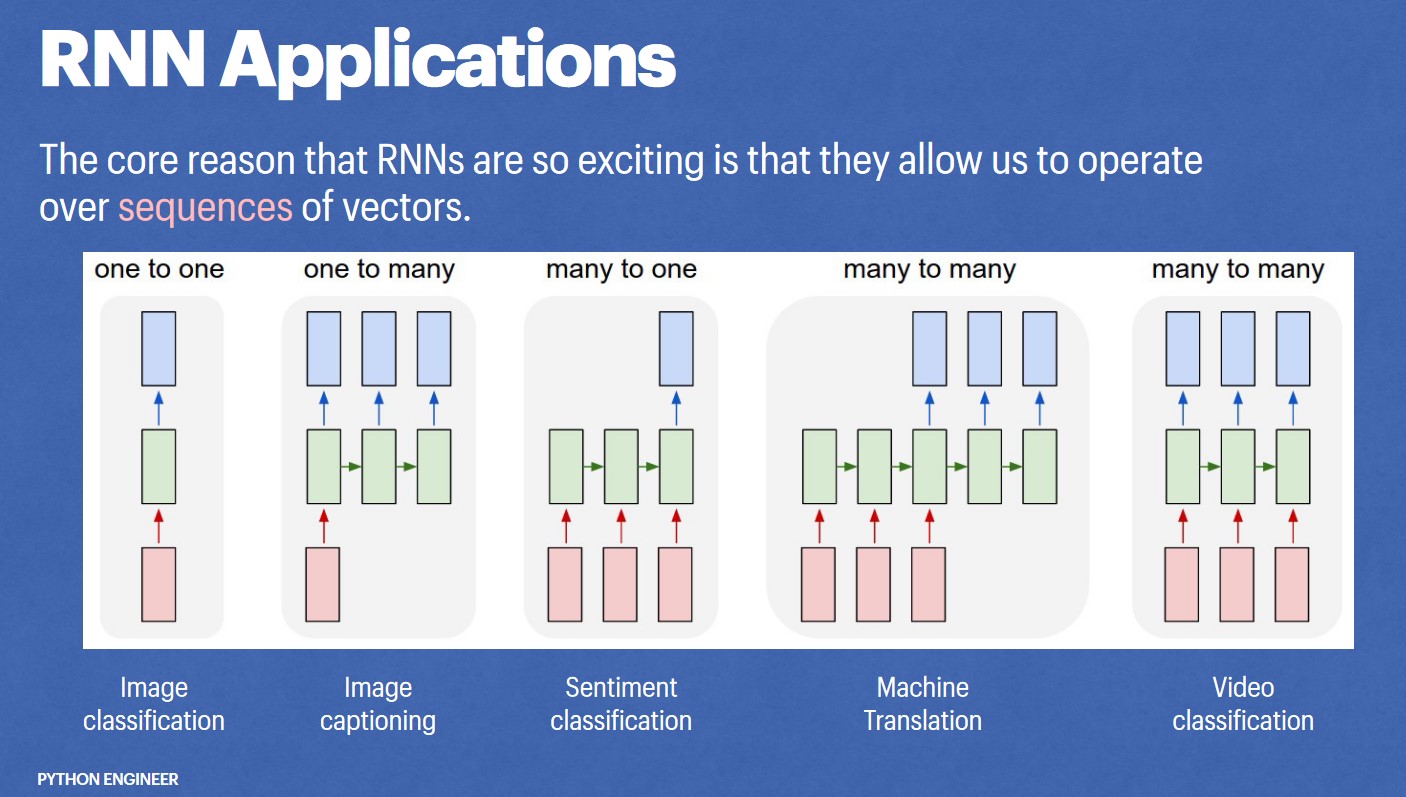 RNN Applications
The core reason that RNNs are so exciting is that they allow us to operate
over sequences of vectors.
one to one
one to many
many to one
many to many
many to many
Image
classification
Image
captioning
Sentiment
classification
Machine
Translation
Video
classification
PYTHON ENGINEER